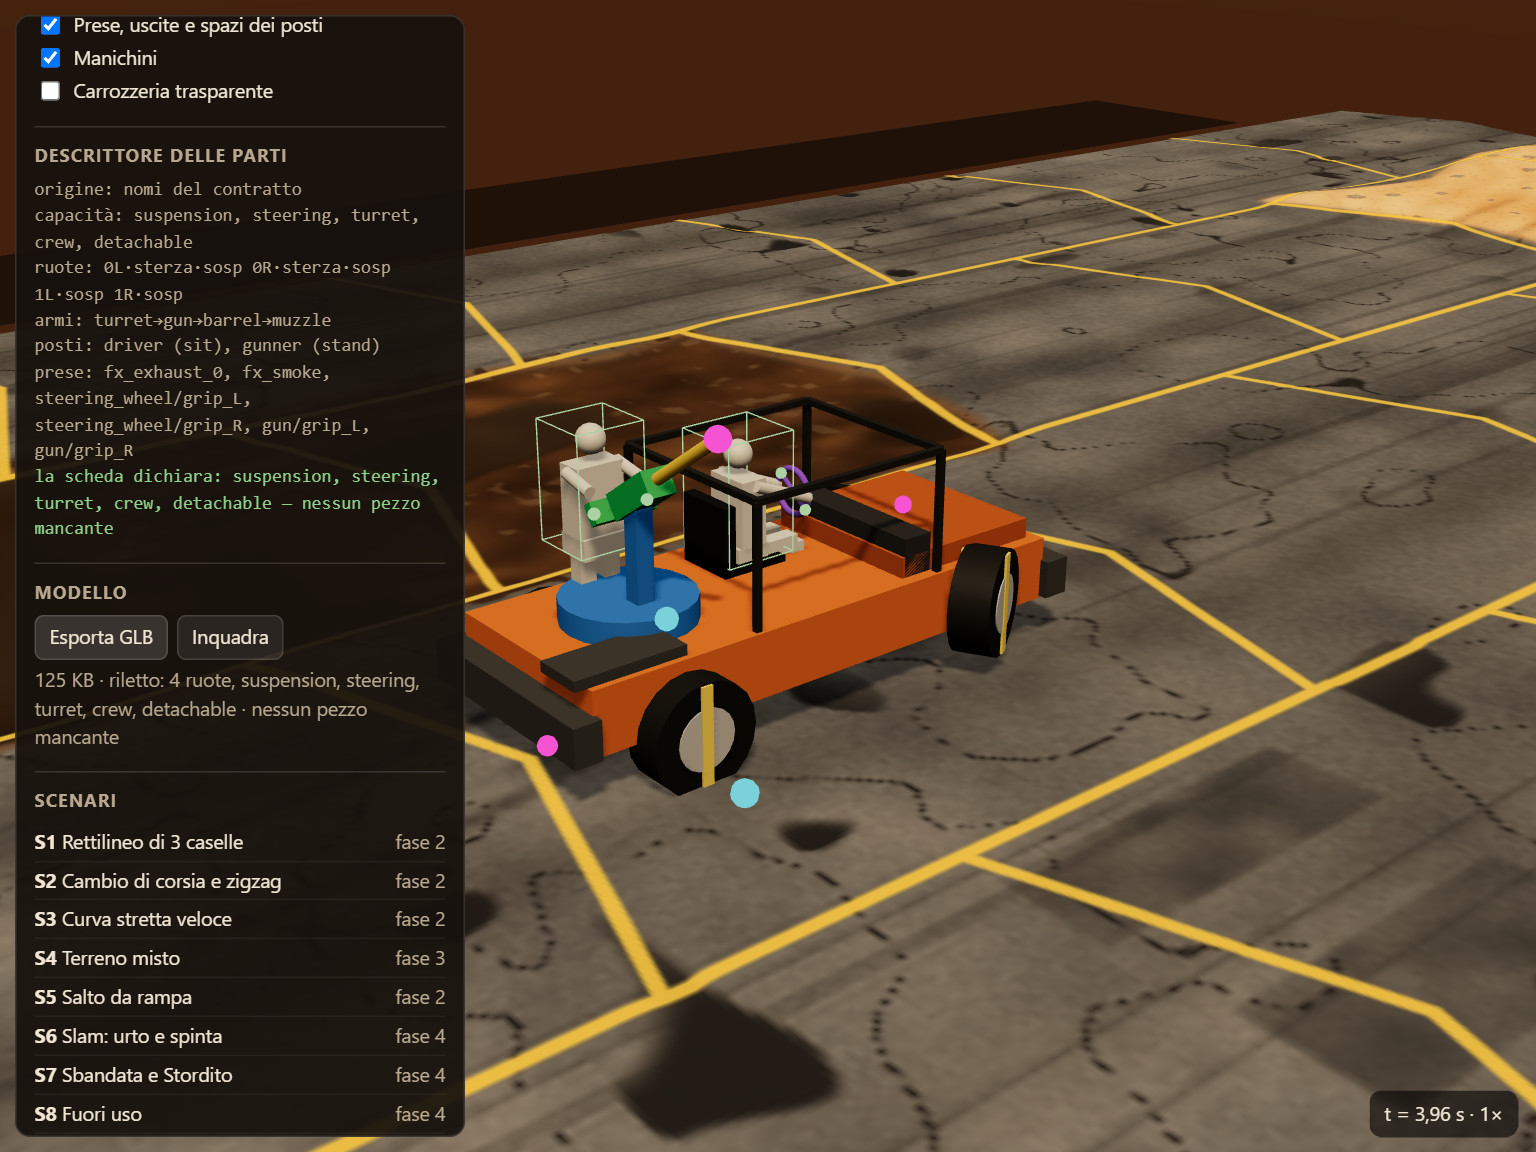 Prese, uscite e spazi dei posti
Manichini
Carrozzeria trasparente
DESCRITTORE DELLE PARTI
origine: nomi del contratto
capacità: suspension, steering, turret,
crew, detachable
ruote: 0L·sterza·sosp 0R·sterza·sosp
1L·sosp 1R·sosp
armi: turret→gun→barrel→muzzle
posti: driver (sit), gunner (stand)
prese: fx_exhaust_0, fx_smoke,
steering_wheel/grip_L,
steering_wheel/grip_R, gun/grip_L,
gun/grip_R
la scheda dichiara: suspension, steering,
turret, crew, detachable — nessun pezzo
mancante
MODELLO
Esporta GLB Inquadra
125 KB · riletto: 4 ruote, suspension, steering,
turret, crew, detachable · nessun pezzo
mancante
SCENARI
S1 Rettilineo di 3 caselle fase 2
S2 Cambio di corsia e zigzag fase 2
S3 Curva stretta veloce fase 2
S4 Terreno misto fase 3
S5 Salto da rampa fase 2
S6 Slam: urto e spinta fase 4
S7 Sbandata e Stordito fase 4
S8 Fuori uso fase 4
t = 3,96 s · 1×